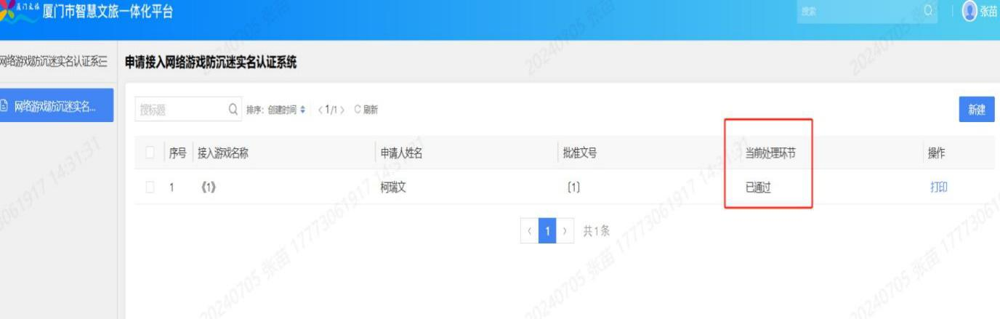 厦门文旅 厦门市智慧文旅一体化平台 搜索 张苗
网络游戏防沉迷实名认证系 申请接入网络游戏防沉迷实名认证系统
网络游戏防沉迷实名... 搜标题 排序: 创建时间 <1/1> 刷新 新建
序号 接入游戏名称 申请人姓名 批准文号 当前处理环节 操作
1 《1》 柯瑞文 〔1〕 已通过 打印
< 1 > 共1条
20240705 张苗 17773061917 14:31:31